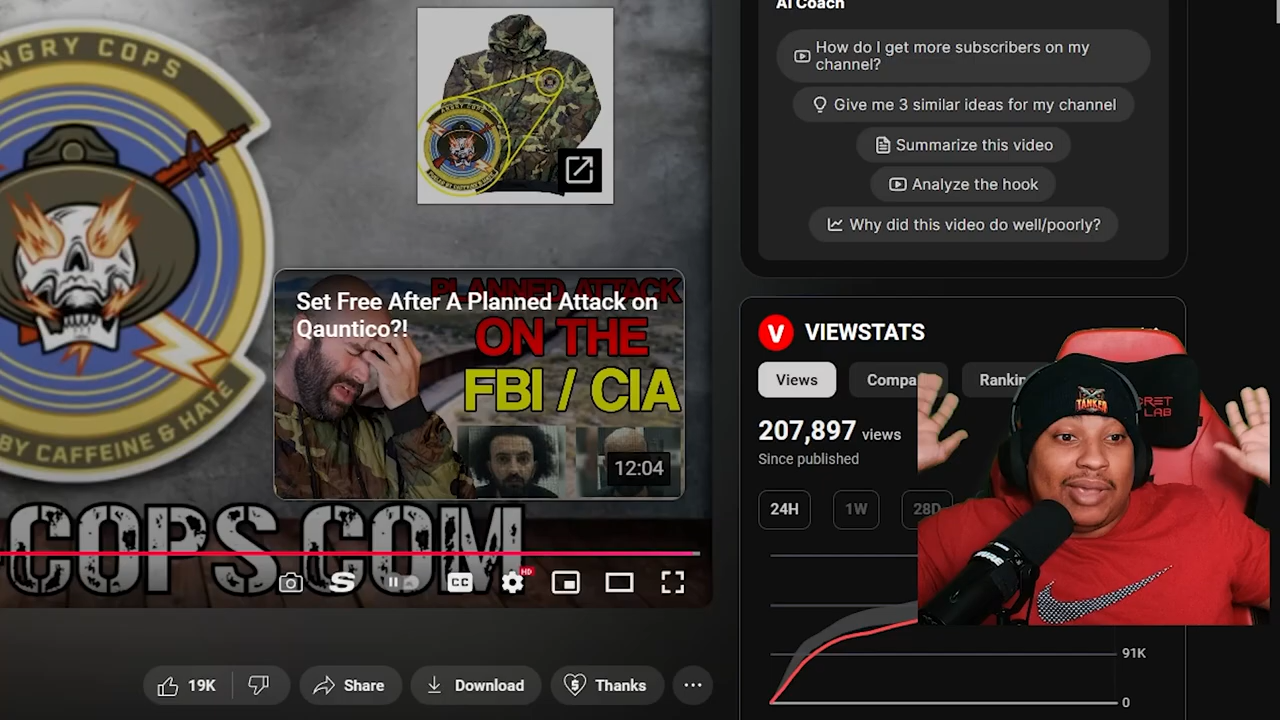 AI Coach
How do I get more subscribers on my
channel?
Give me 3 similar ideas for my channel
Summarize this video
Analyze the hook
Why did this video do well/poorly?
NGRY COPS
BY CAFFEINE & HATE
COPS.COM
PLANNED ATTACK
Set Free After A Planned Attack on
Qauntico?!
ON THE
FBI / CIA
12:04
V VIEWSTATS
Views
Compa
Rankin
207,897 views
Since published
24H
1W
28D
91K
0
TANKER
CRET
LAB
S
CC
HD
19K
Share
Download
Thanks